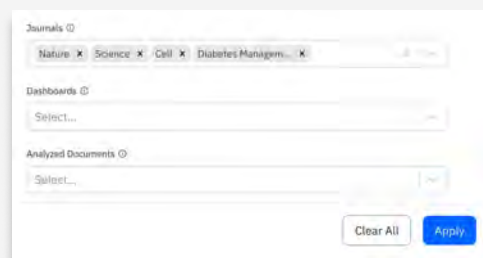 Journals
Nature × Science × Cell × Diabetes Managem... ×
Dashboards
Select...
Analyzed Documents
Select...
Clear All Apply